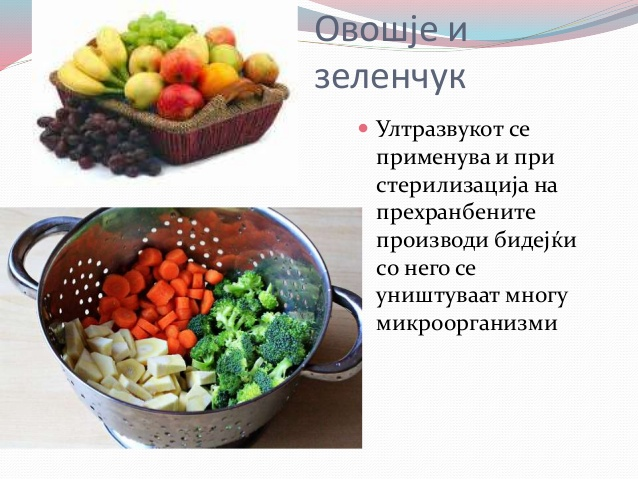 Овошје и
зеленчук
Ултразвукот се
применува и при
стерилизација на
прехранбените
производи бидејќи
со него се
уништуваат многу
микроорганизми